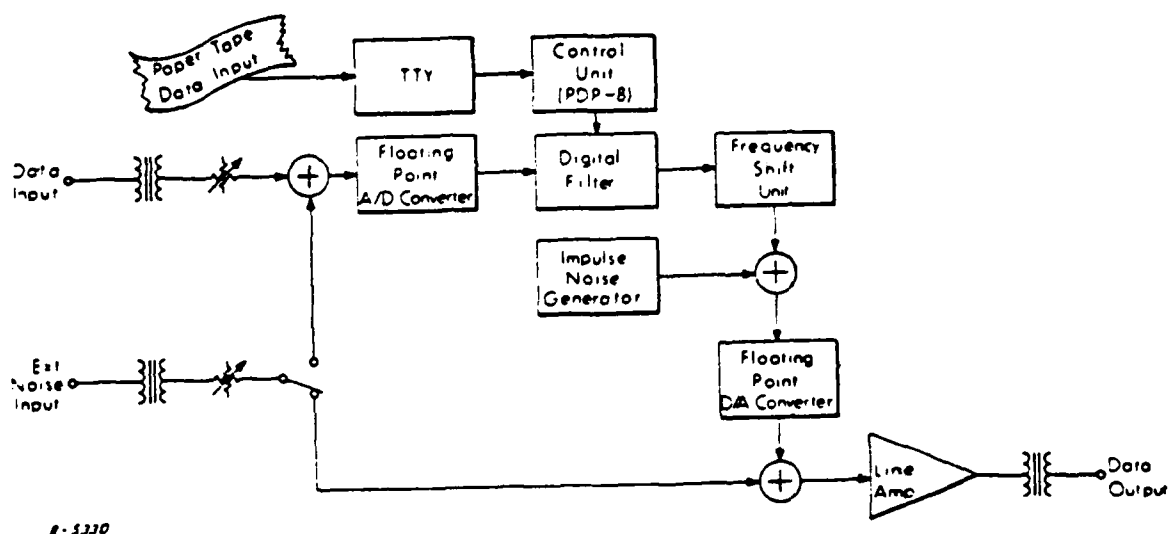 Paper Tape
Data Input
TTY
Control
Unit
(PDP-8)
Data
Input
Floating
Point
A/D Converter
Digital
Filter
Frequency
Shift
Unit
Impulse
Noise
Generator
Ext
Noise
Input
Floating
Point
D/A Converter
Line
Amp
Data
Output
R-5330